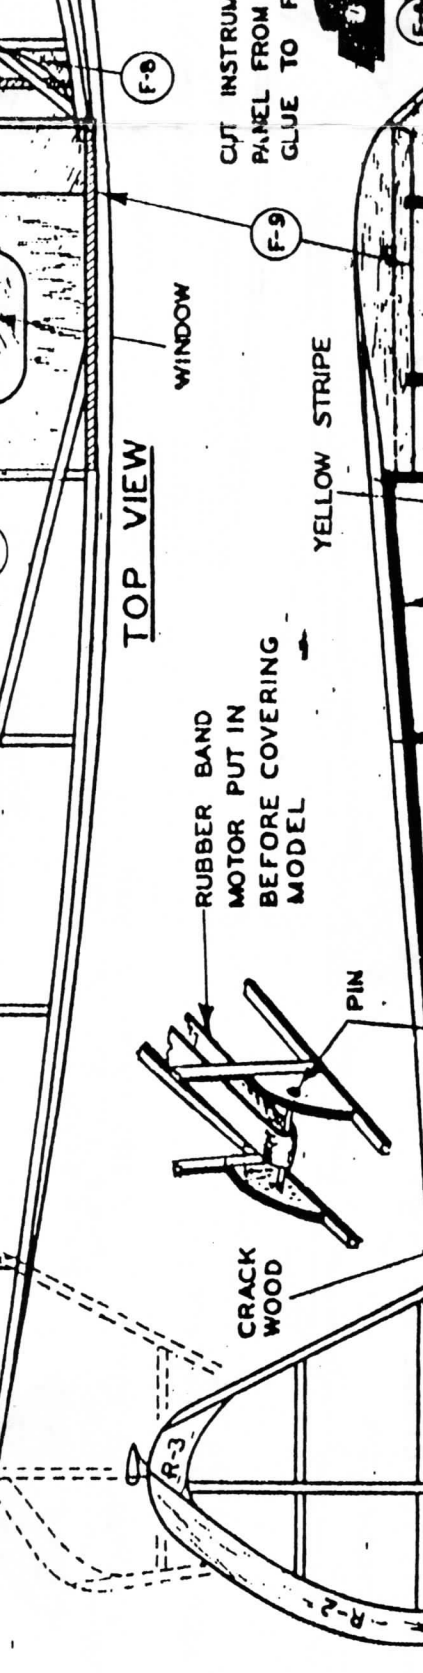 F-8
CUT INSTRUM
PANEL FROM
GLUE TO F
F-9
WINDOW
TOP VIEW
YELLOW STRIPE
RUBBER BAND
MOTOR PUT IN
BEFORE COVERING
MODEL
PIN
CRACK
WOOD
R-3
R-2